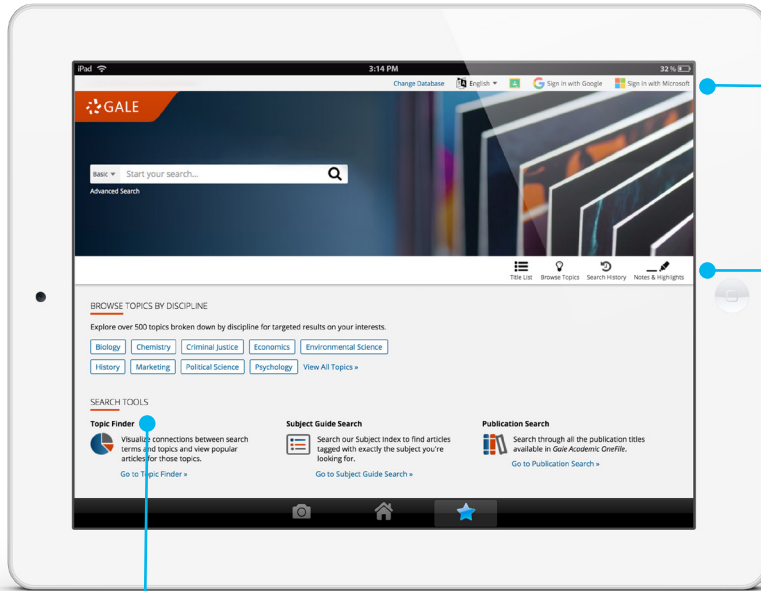 iPad 3:14 PM 32 %
Change Database English Sign in with Google Sign in with Microsoft
GALE
Basic Start your search...
Advanced Search
Title List Browse Topics Search History Notes & Highlights
BROWSE TOPICS BY DISCIPLINE
Explore over 500 topics broken down by discipline for targeted results on your interests.
Biology Chemistry Criminal Justice Economics Environmental Science
History Marketing Political Science Psychology View All Topics »
SEARCH TOOLS
Topic Finder
Visualize connections between search
terms and topics and view popular
articles for those topics.
Go to Topic Finder »
Subject Guide Search
Search our Subject Index to find articles
tagged with exactly the subject you're
looking for.
Go to Subject Guide Search »
Publication Search
Search through all the publication titles
available in Gale Academic OneFile.
Go to Publication Search »